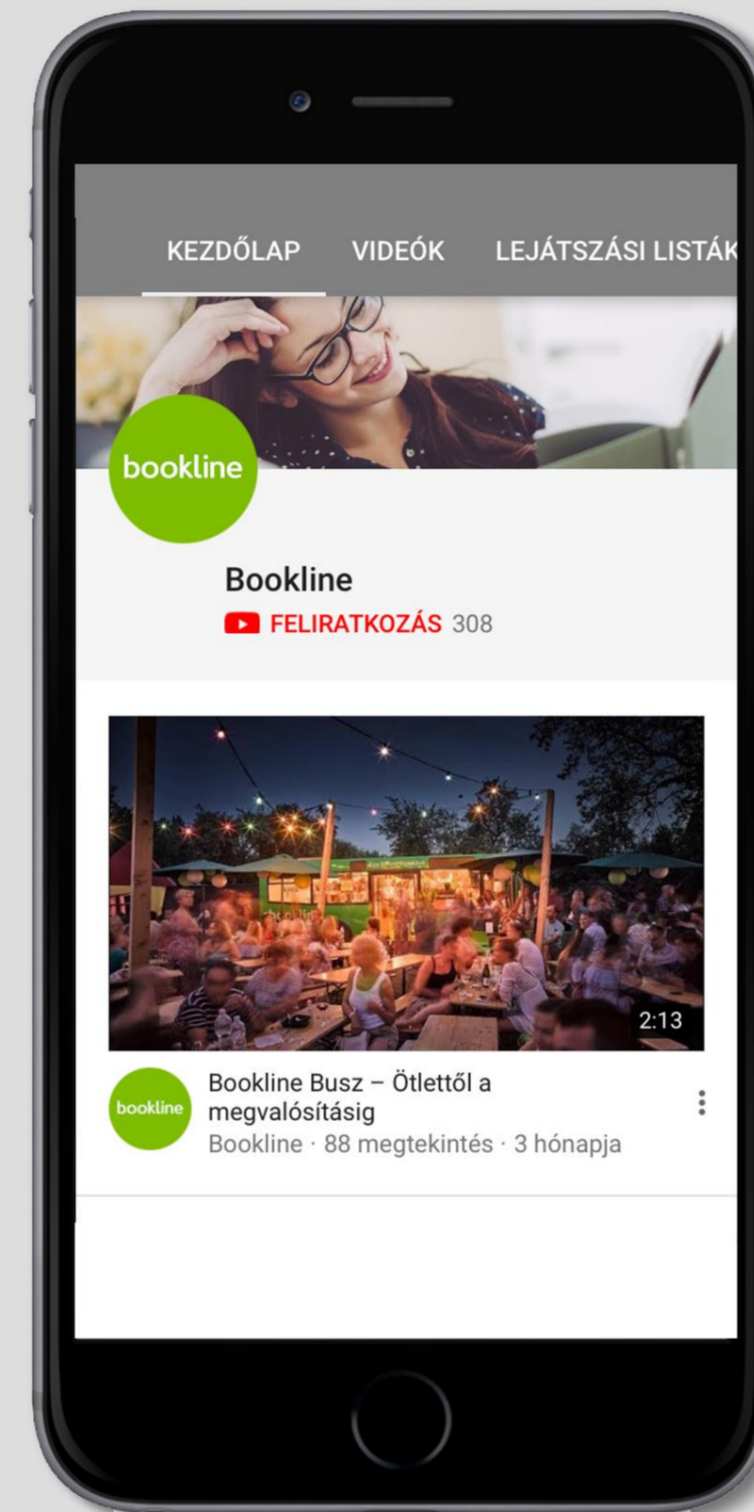 KEZDŐLAP VIDEÓK LEJÁTSZÁSI LISTÁK
bookline
Bookline
FELIRATKOZÁS 308
bookline
2:13
bookline
Bookline Busz – Ötlettől a
megvalósításig
Bookline · 88 megtekintés · 3 hónapja